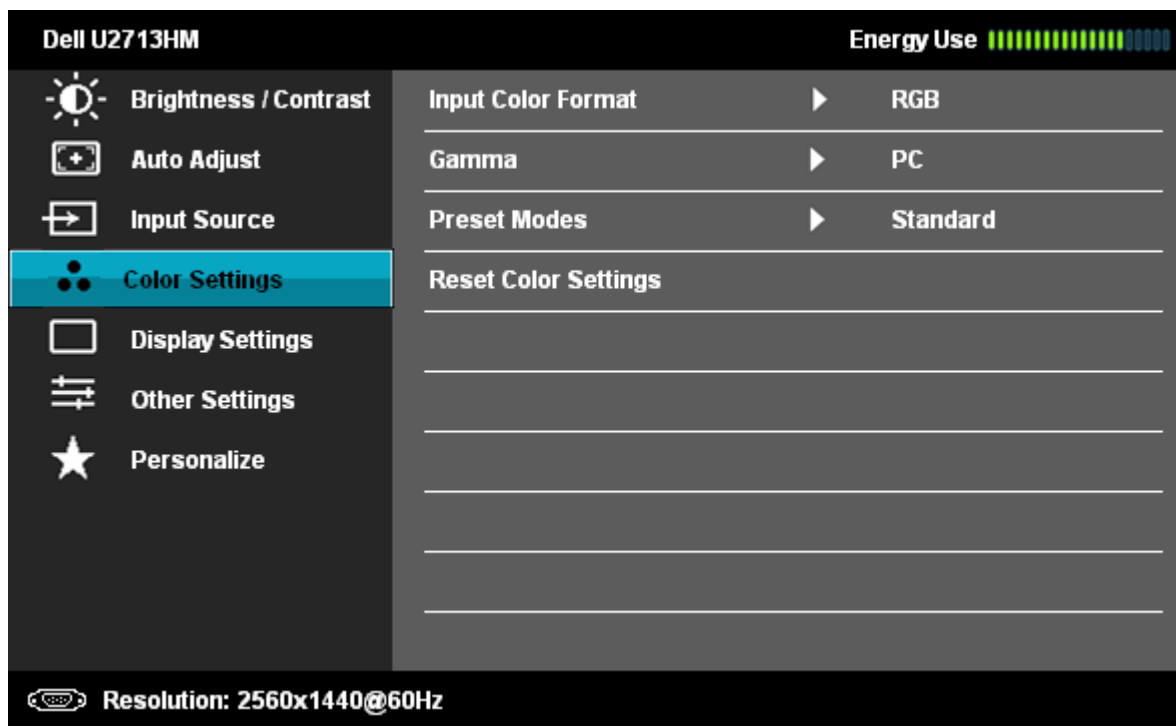 Dell U2713HM Energy Use
Brightness / Contrast Input Color Format RGB
Auto Adjust Gamma PC
Input Source Preset Modes Standard
Color Settings Reset Color Settings
Display Settings
Other Settings
Personalize
Resolution: 2560x1440@60Hz